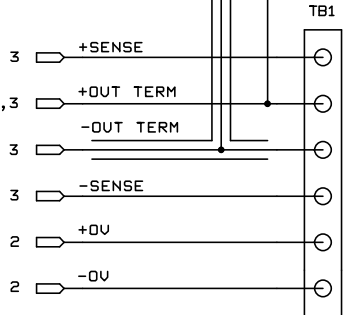 TB1
3 +SENSE
,3 +OUT TERM
3 -OUT TERM
3 -SENSE
2 +OV
2 -OV